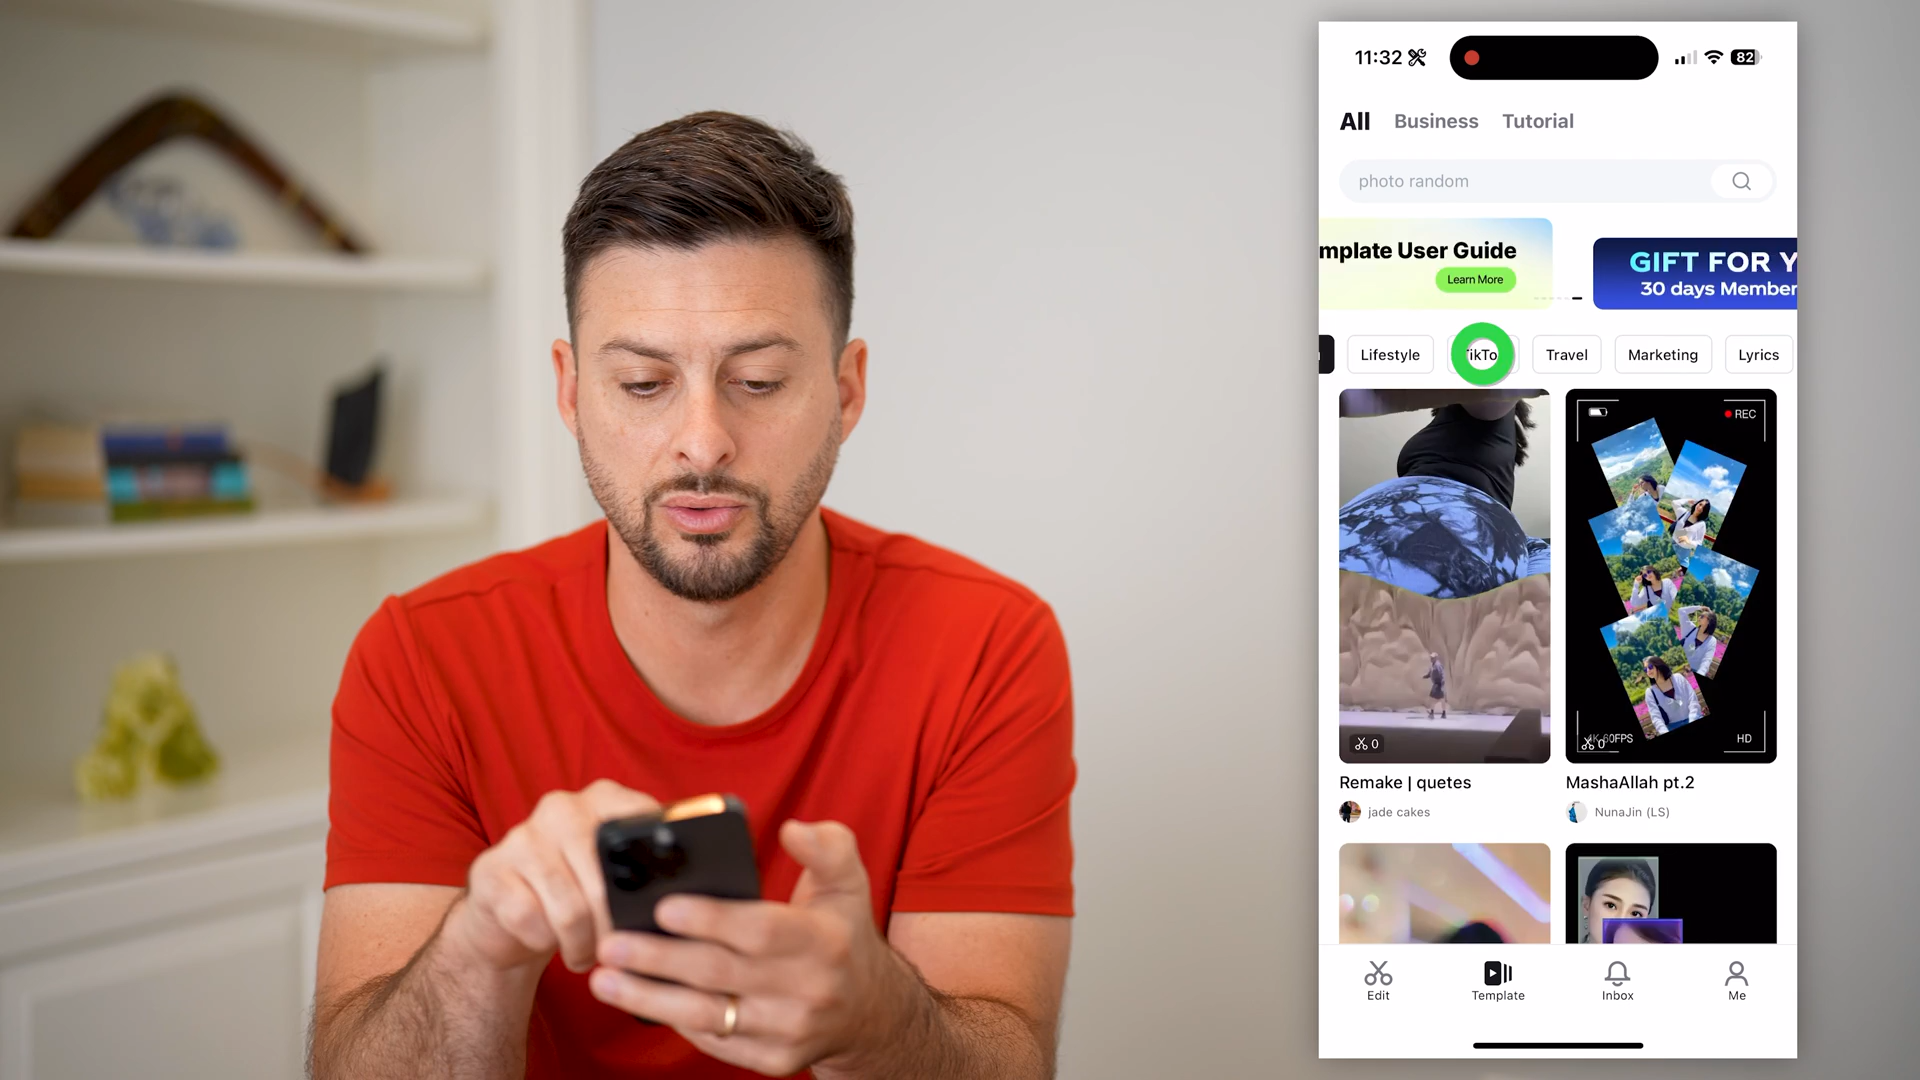 11:32
82
All Business Tutorial
photo random
mplate User Guide
Learn More
GIFT FOR Y
30 days Member
Lifestyle
ikTo
Travel
Marketing
Lyrics
REC
0
0
60FPS
HD
Remake | quetes
jade cakes
MashaAllah pt.2
NunaJin (LS)
Edit
Template
Inbox
Me